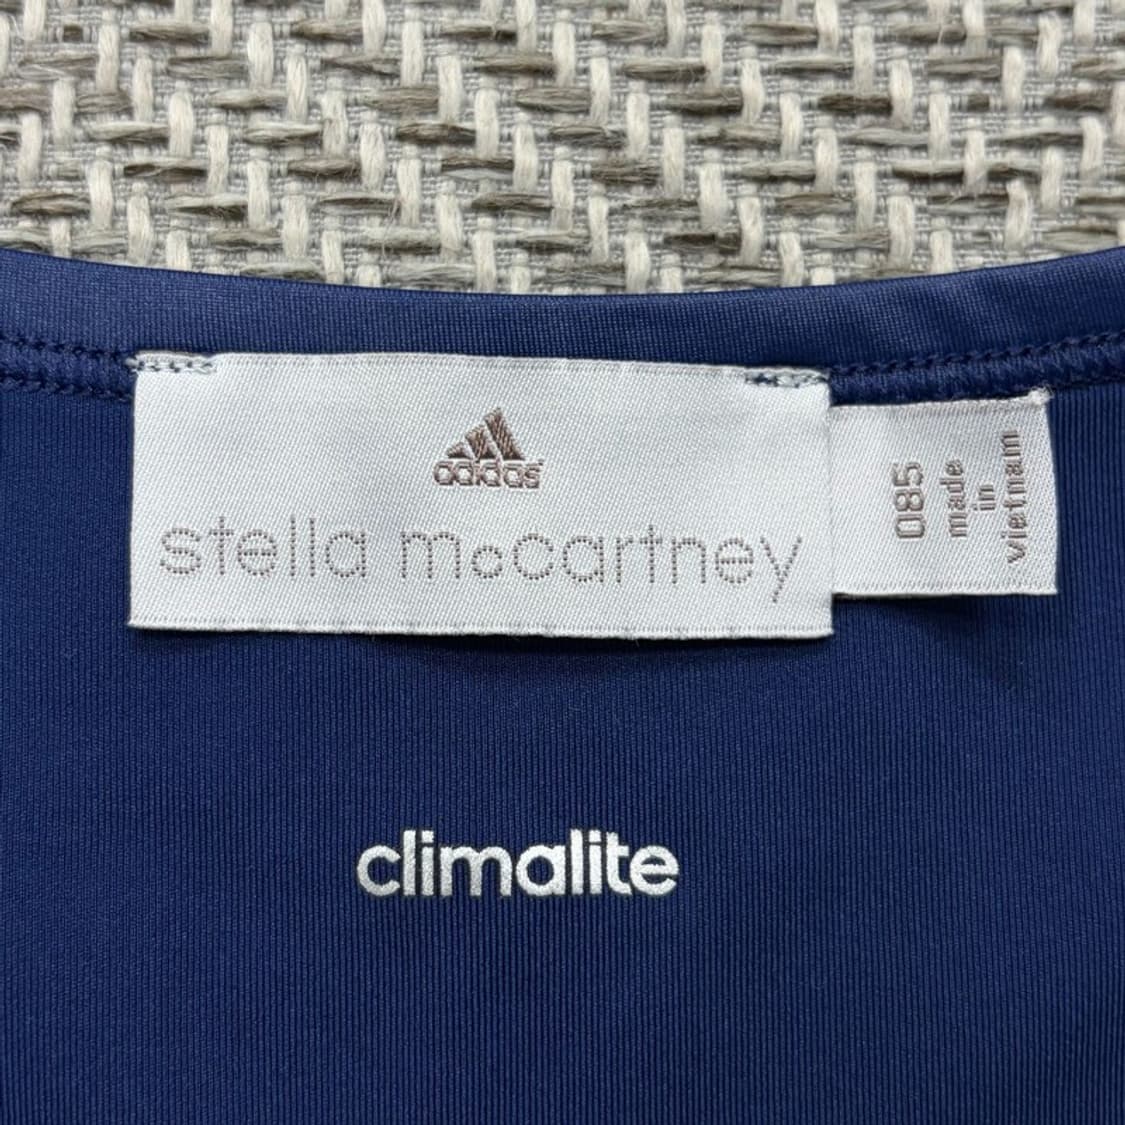 adidas
stella mccartney
085
made
in
vietnam
climalite